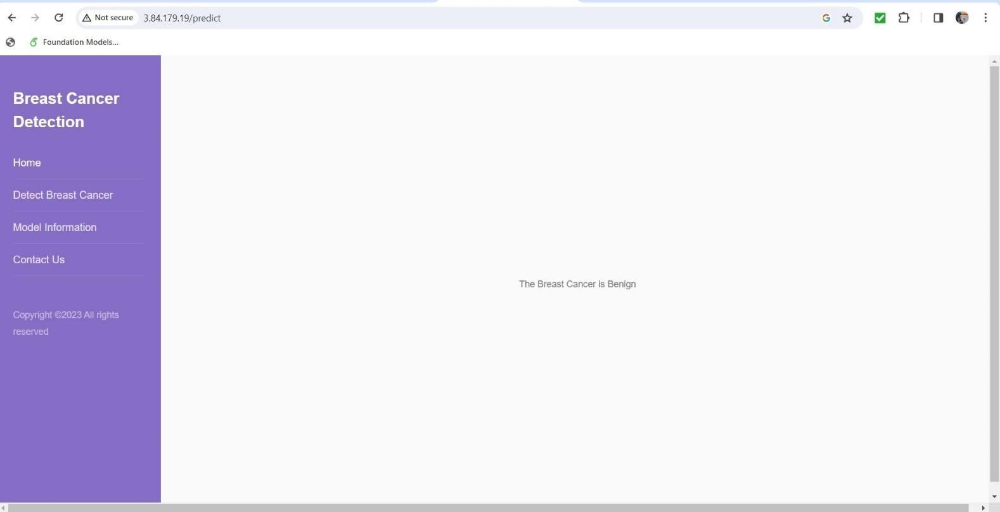 Not secure
3.84.179.19/predict
Foundation Models...
Breast Cancer
Detection
Home
Detect Breast Cancer
Model Information
Contact Us
Copyright ©2023 All rights
reserved
The Breast Cancer is Benign